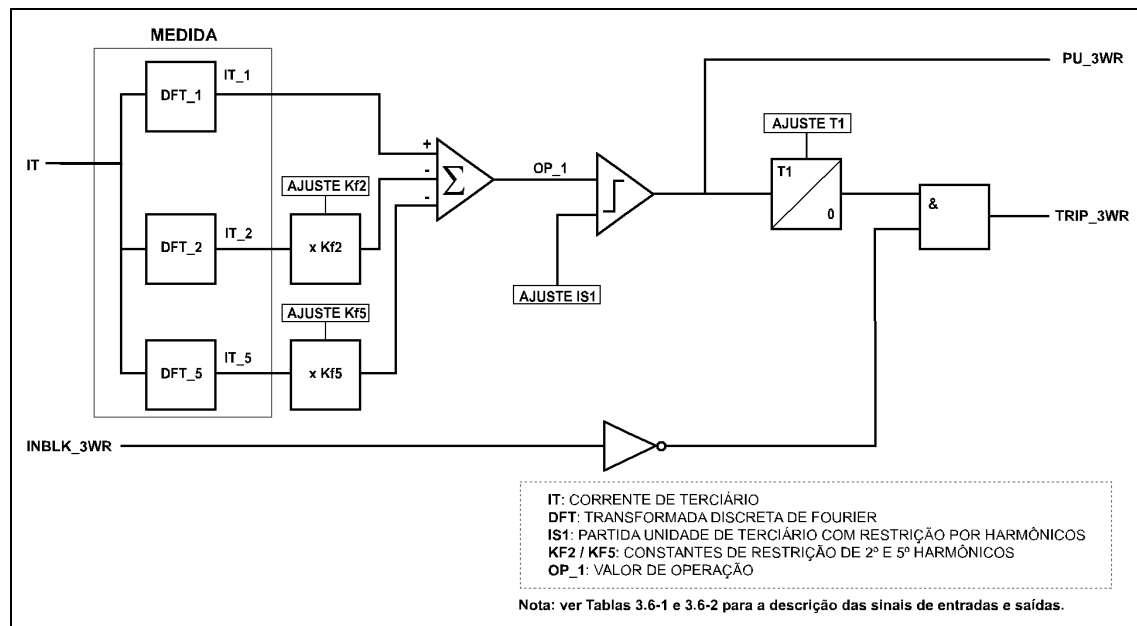 MEDIDA
IT_1
DFT_1
PU_3WR
AJUSTE T1
+
-
-
Σ
OP_1
IT
AJUSTE Kf2
T1
0
&
TRIP_3WR
IT_2
DFT_2
x Kf2
AJUSTE IS1
AJUSTE Kf5
IT_5
DFT_5
x Kf5
INBLK_3WR
IT: CORRENTE DE TERCIÁRIO
DFT: TRANSFORMADA DISCRETA DE FOURIER
IS1: PARTIDA UNIDADE DE TERCIÁRIO COM RESTRIÇÃO POR HARMÔNICOS
KF2 / KF5: CONSTANTES DE RESTRIÇÃO DE 2º E 5º HARMÔNICOS
OP_1: VALOR DE OPERAÇÃO
Nota: ver Tablas 3.6-1 e 3.6-2 para a descrição das sinais de entradas e saídas.